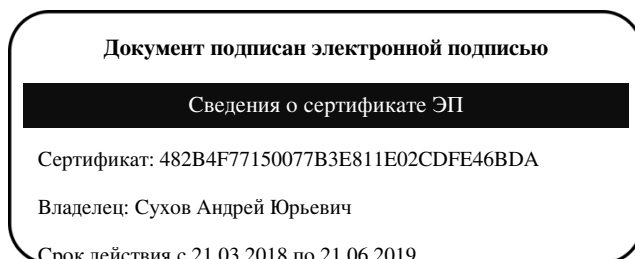 Документ подписан электронной подписью
Сведения о сертификате ЭП
Сертификат: 482B4F77150077B3E811E02CDFE46BDA
Владелец: Сухов Андрей Юрьевич
Срок действия с 21.03.2018 по 21.06.2019